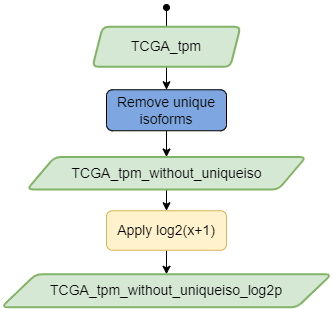 TCGA_tpm
Remove unique
isoforms
TCGA_tpm_without_uniqueiso
Apply log2(x+1)
TCGA_tpm_without_uniqueiso_log2p